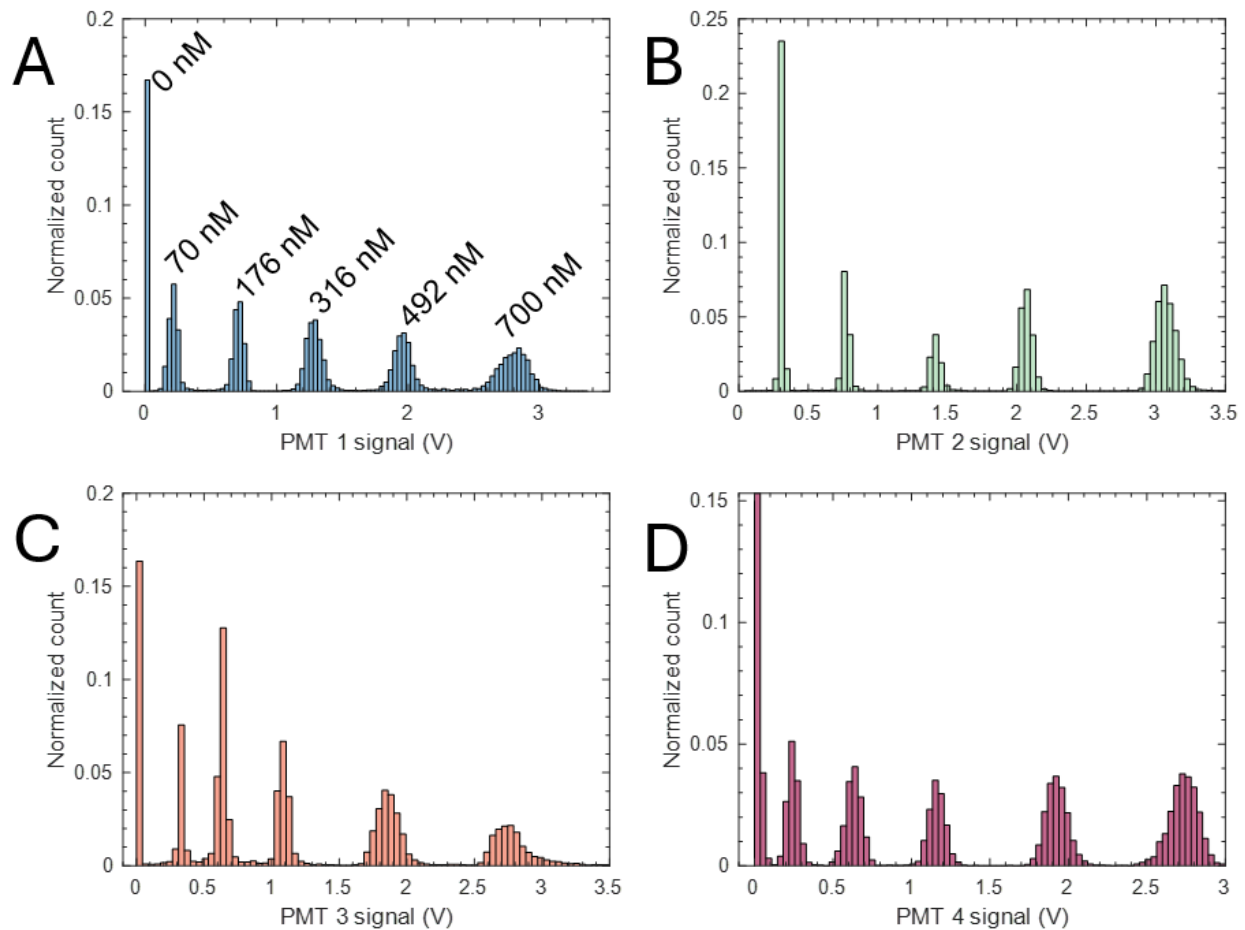 A
0.2
0.15
0.1
0.05
0
Normalized count
0 nM
70 nM
176 nM
316 nM
492 nM
700 nM
0
1
2
3
PMT 1 signal (V)
B
0.25
0.2
0.15
0.1
0.05
0
Normalized count
0
0.5
1
1.5
2
2.5
3
3.5
PMT 2 signal (V)
C
0.2
0.15
0.1
0.05
0
Normalized count
0
0.5
1
1.5
2
2.5
3
3.5
PMT 3 signal (V)
D
0.15
0.1
0.05
0
Normalized count
0
0.5
1
1.5
2
2.5
3
PMT 4 signal (V)